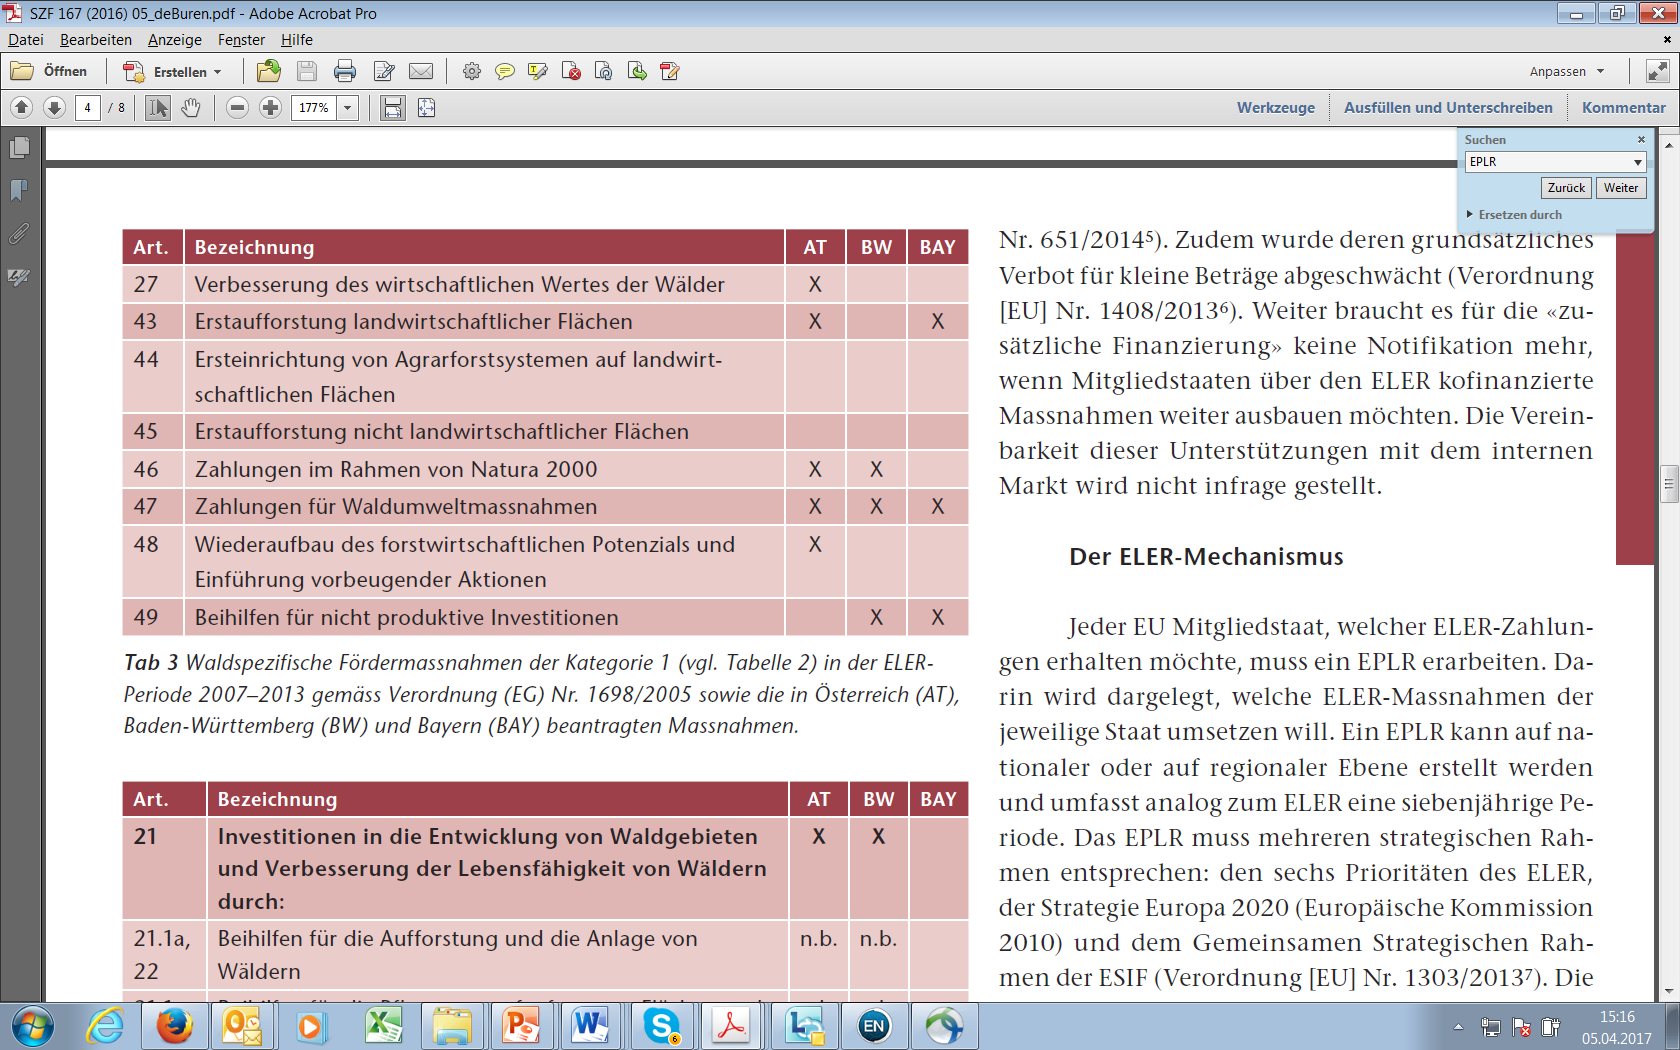 SZF 167 (2016) 05_deBuren.pdf - Adobe Acrobat Pro
Datei Bearbeiten Anzeige Fenster Hilfe
Öffnen Erstellen Anpassen
4 / 8 177% Werkzeuge Ausfüllen und Unterschreiben Kommentar
Suchen
EPLR
Zurück Weiter
Ersetzen durch
Art. Bezeichnung AT BW BAY
27 Verbesserung des wirtschaftlichen Wertes der Wälder X
43 Erstaufforstung landwirtschaftlicher Flächen X X
44 Ersteinrichtung von Agrarforstsystemen auf landwirt-
schaftlichen Flächen
45 Erstaufforstung nicht landwirtschaftlicher Flächen
46 Zahlungen im Rahmen von Natura 2000 X X
47 Zahlungen für Waldumweltmassnahmen X X X
48 Wiederaufbau des forstwirtschaftlichen Potenzials und X
Einführung vorbeugender Aktionen
49 Beihilfen für nicht produktive Investitionen X X
Tab 3 Waldspezifische Fördermassnahmen der Kategorie 1 (vgl. Tabelle 2) in der ELER-
Periode 2007–2013 gemäss Verordnung (EG) Nr. 1698/2005 sowie die in Österreich (AT),
Baden-Württemberg (BW) und Bayern (BAY) beantragten Massnahmen.
Art. Bezeichnung AT BW BAY
21 Investitionen in die Entwicklung von Waldgebieten X X
und Verbesserung der Lebensfähigkeit von Wäldern
durch:
21.1a, Beihilfen für die Aufforstung und die Anlage von n.b. n.b.
22 Wäldern
Nr. 651/2014⁵). Zudem wurde deren grundsätzliches
Verbot für kleine Beträge abgeschwächt (Verordnung
[EU] Nr. 1408/2013⁶). Weiter braucht es für die «zu-
sätzliche Finanzierung» keine Notifikation mehr,
wenn Mitgliedstaaten über den ELER kofinanzierte
Massnahmen weiter ausbauen möchten. Die Verein-
barkeit dieser Unterstützungen mit dem internen
Markt wird nicht infrage gestellt.
Der ELER-Mechanismus
Jeder EU Mitgliedstaat, welcher ELER-Zahlun-
gen erhalten möchte, muss ein EPLR erarbeiten. Da-
rin wird dargelegt, welche ELER-Massnahmen der
jeweilige Staat umsetzen will. Ein EPLR kann auf na-
tionaler oder auf regionaler Ebene erstellt werden
und umfasst analog zum ELER eine siebenjährige Pe-
riode. Das EPLR muss mehreren strategischen Rah-
men entsprechen: den sechs Prioritäten des ELER,
der Strategie Europa 2020 (Europäische Kommission
2010) und dem Gemeinsamen Strategischen Rah-
men der ESIF (Verordnung [EU] Nr. 1303/2013⁷). Die
6 EN
15:16
05.04.2017